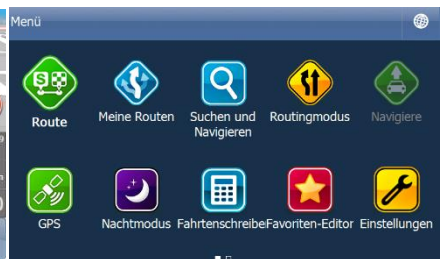 Menü
Route
Meine Routen
Suchen und
Navigieren
Routingmodus
Navigiere
GPS
Nachtmodus
Fahrtenschreibe
Favoriten-Editor
Einstellungen